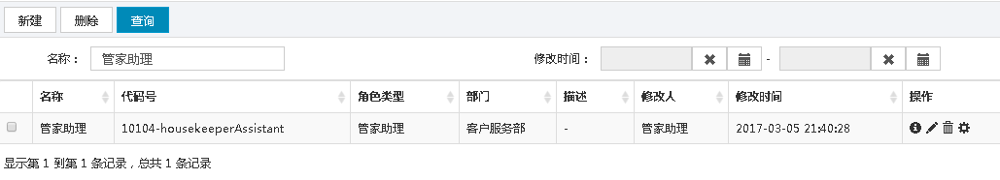 新建 删除 查询
名称： 管家助理 修改时间： -
名称 代码号 角色类型 部门 描述 修改人 修改时间 操作
管家助理 10104-housekeeperAssistant 管家助理 客户服务部 - 管家助理 2017-03-05 21:40:28
显示第 1 到第 1 条记录，总共 1 条记录